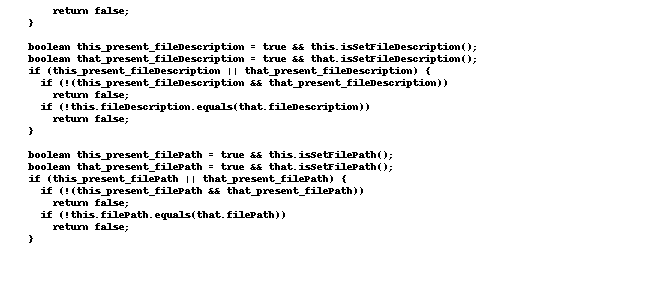 return false;
}
boolean this_present_fileDescription = true && this.isSetFileDescription();
boolean that_present_fileDescription = true && that.isSetFileDescription();
if (this_present_fileDescription || that_present_fileDescription) {
if (!(this_present_fileDescription && that_present_fileDescription))
return false;
if (!this.fileDescription.equals(that.fileDescription))
return false;
}
boolean this_present_filePath = true && this.isSetFilePath();
boolean that_present_filePath = true && that.isSetFilePath();
if (this_present_filePath || that_present_filePath) {
if (!(this_present_filePath && that_present_filePath))
return false;
if (!this.filePath.equals(that.filePath))
return false;
}